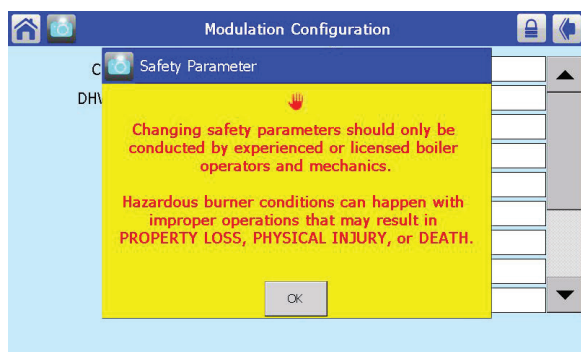 Modulation Configuration
Safety Parameter
C
DHW
Changing safety parameters should only be
conducted by experienced or licensed boiler
operators and mechanics.
Hazardous burner conditions can happen with
improper operations that may result in
PROPERTY LOSS, PHYSICAL INJURY, or DEATH.
OK